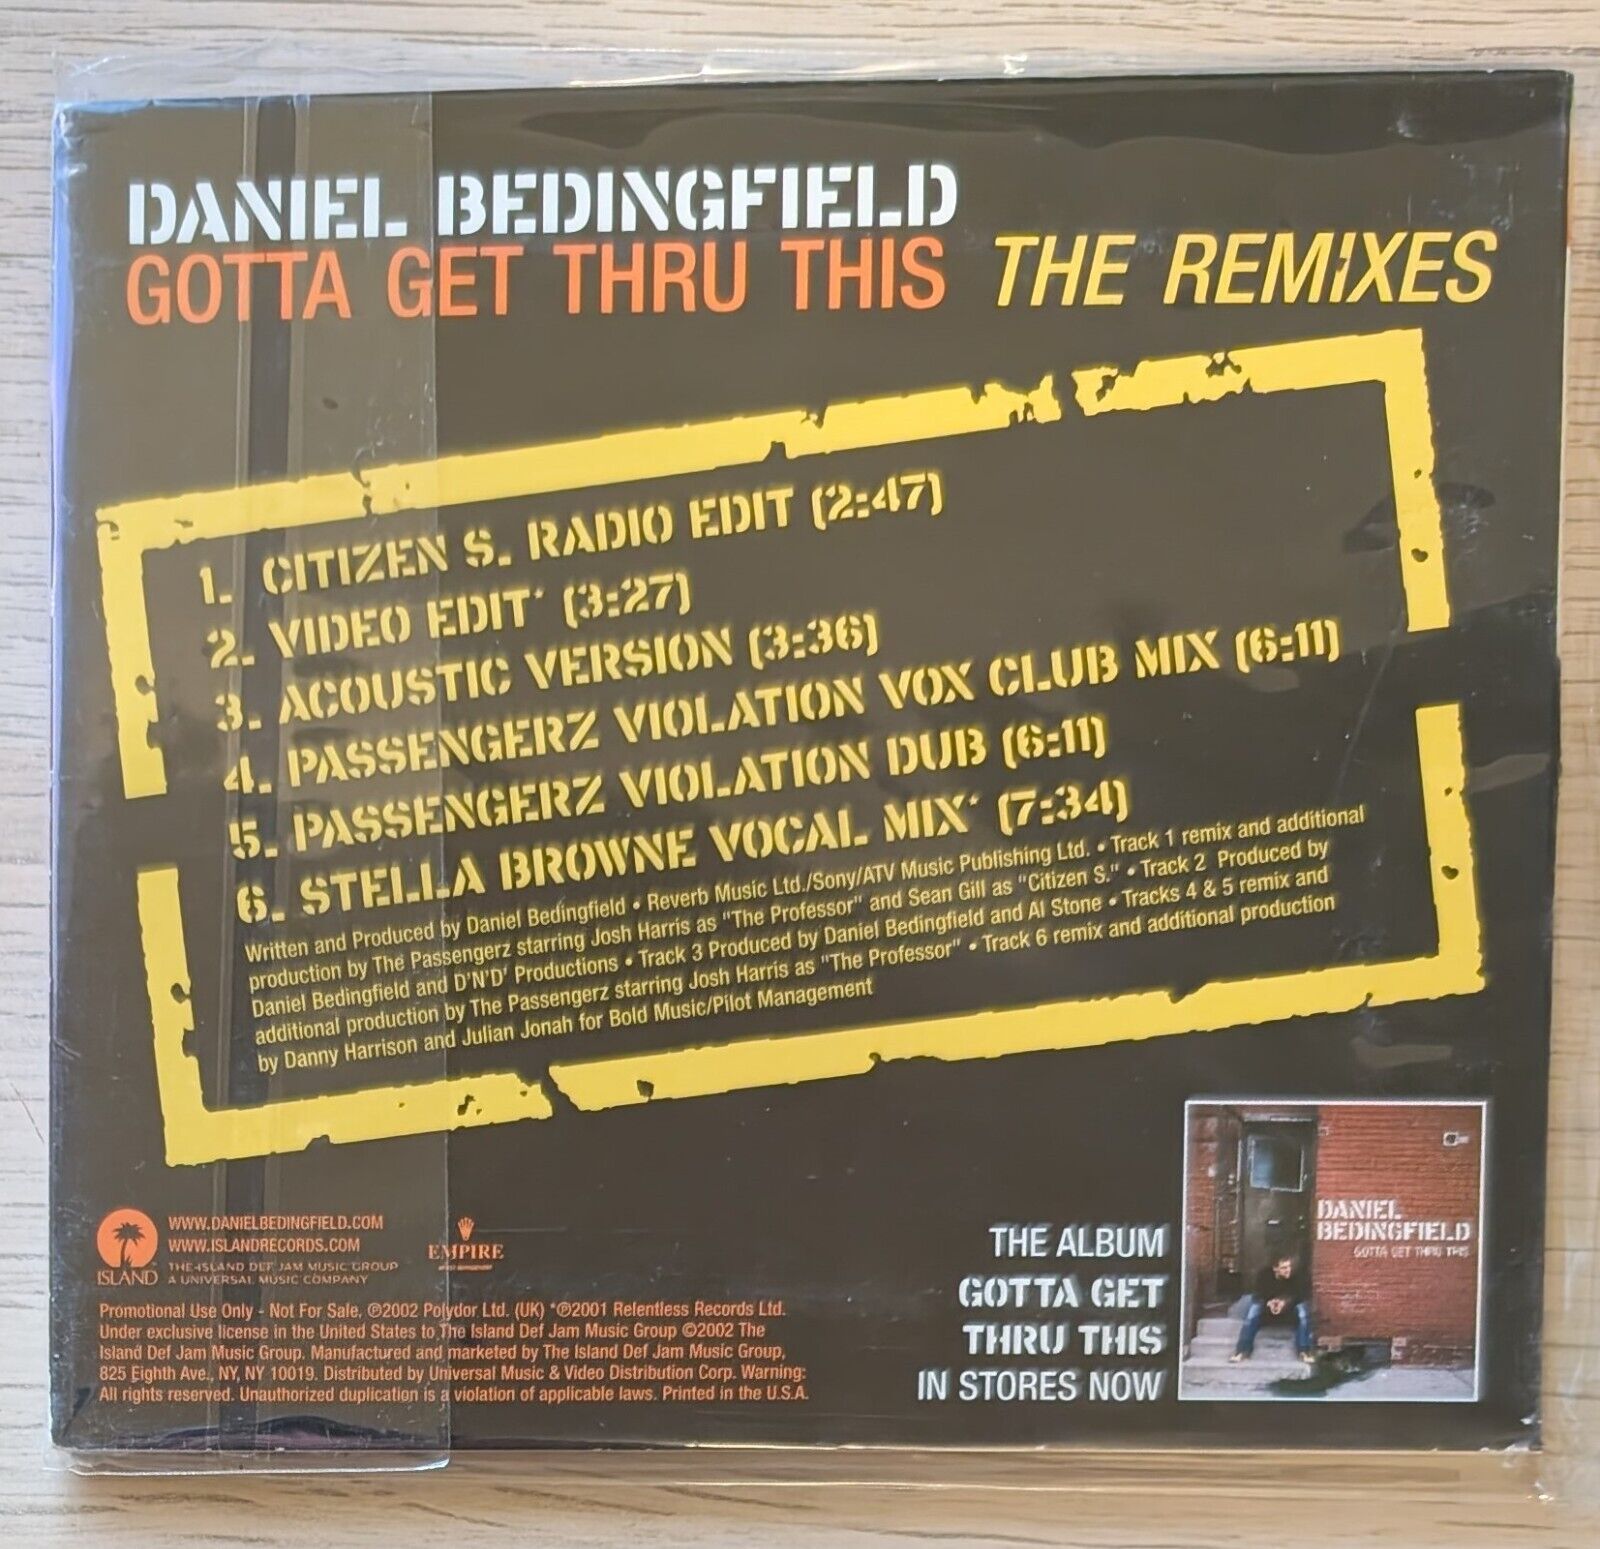 DANIEL BEDINGFIELD
GOTTA GET THRU THIS THE REMIXES
1. CITIZEN S. RADIO EDIT (2:47)
2. VIDEO EDIT* (3:27)
3. ACOUSTIC VERSION (3:36)
4. PASSENGERZ VIOLATION VOX CLUB MIX (6:11)
5. PASSENGERZ VIOLATION DUB (6:11)
6. STELLA BROWNE VOCAL MIX* (7:34)
Written and Produced by Daniel Bedingfield • Reverb Music Ltd./Sony/ATV Music Publishing Ltd. • Track 1 remix and additional
production by The Passengerz starring Josh Harris as "The Professor" and Sean Gill as "Citizen S." • Track 2 Produced by
Daniel Bedingfield and D'N'D' Productions • Track 3 Produced by Daniel Bedingfield and Al Stone • Tracks 4 & 5 remix and
additional production by The Passengerz starring Josh Harris as "The Professor" • Track 6 remix and additional production
by Danny Harrison and Julian Jonah for Bold Music/Pilot Management
ISLAND
WWW.DANIELBEDINGFIELD.COM
WWW.ISLANDRECORDS.COM
THE ISLAND DEF JAM MUSIC GROUP
A UNIVERSAL MUSIC COMPANY
EMPIRE
Promotional Use Only - Not For Sale. ℗2002 Polydor Ltd. (UK) *℗2001 Relentless Records Ltd.
Under exclusive license in the United States to The Island Def Jam Music Group ©2002 The
Island Def Jam Music Group. Manufactured and marketed by The Island Def Jam Music Group,
825 Eighth Ave., NY, NY 10019. Distributed by Universal Music & Video Distribution Corp. Warning:
All rights reserved. Unauthorized duplication is a violation of applicable laws. Printed in the U.S.A.
THE ALBUM
GOTTA GET
THRU THIS
IN STORES NOW
DANIEL
BEDINGFIELD
GOTTA GET THRU THIS